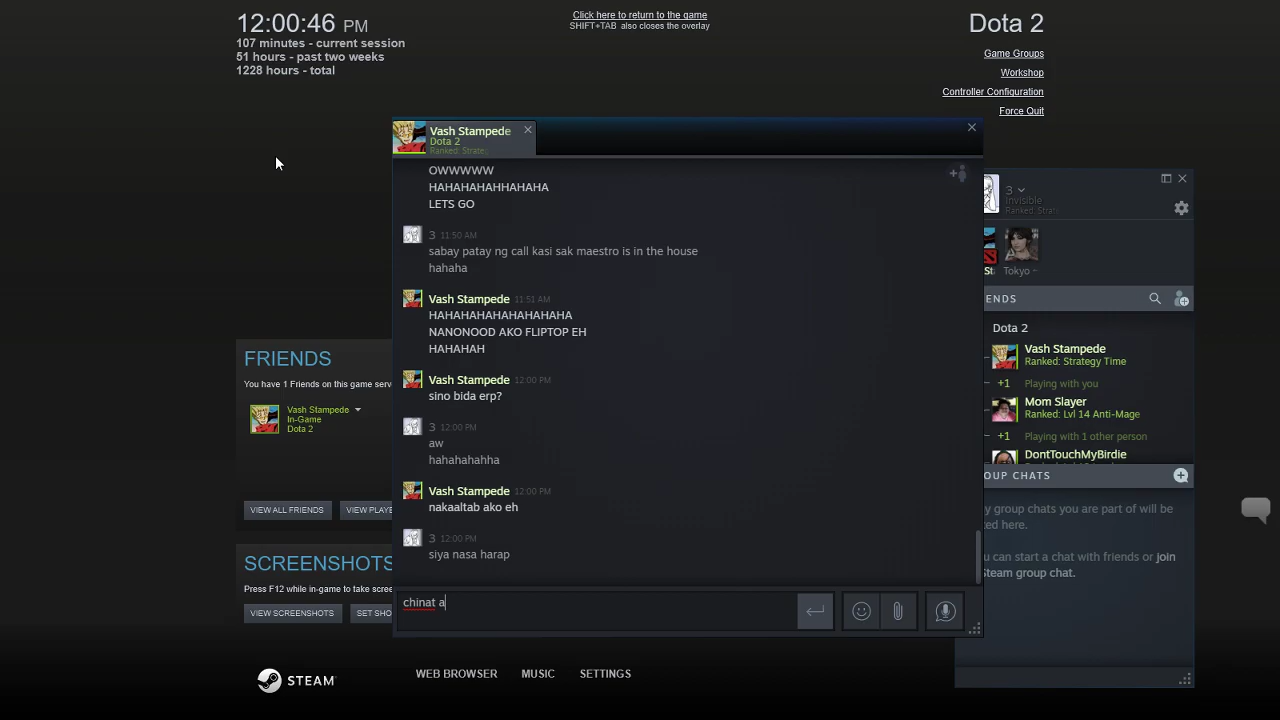 12:00:46 PM
107 minutes - current session
51 hours - past two weeks
1228 hours - total
Click here to return to the game
SHIFT+TAB also closes the overlay
Dota 2
Game Groups
Workshop
Controller Configuration
Force Quit
Vash Stampede
Dota 2
OWWWWW
HAHAHAHAHHAHAHA
LETS GO
3 11:50 AM
sabay patay ng call kasi sak maestro is in the house
hahaha
Vash Stampede 11:51 AM
HAHAHAHAHAHAHAHAHA
NANONOOD AKO FLIPTOP EH
HAHAHAH
Vash Stampede 12:00 PM
sino bida erp?
3 12:00 PM
aw
hahahahahha
Vash Stampede 12:00 PM
nakaaltab ako eh
3 12:00 PM
siya nasa harap
chinat a
FRIENDS
You have 1 Friends on this game serv
Vash Stampede
In-Game
Dota 2
VIEW ALL FRIENDS
VIEW PLAYE
SCREENSHOTS
Press F12 while in-game to take scree
VIEW SCREENSHOTS
SET SHO
STEAM
WEB BROWSER
MUSIC
SETTINGS
3
Invisible
Tokyo ~
ENDS
Dota 2
Vash Stampede
Ranked: Strategy Time
+1 Playing with you
Mom Slayer
Ranked: Lvl 14 Anti-Mage
+1 Playing with 1 other person
DontTouchMyBirdie
OUP CHATS
y group chats you are part of will be
ted here.
u can start a chat with friends or join
Steam group chat.